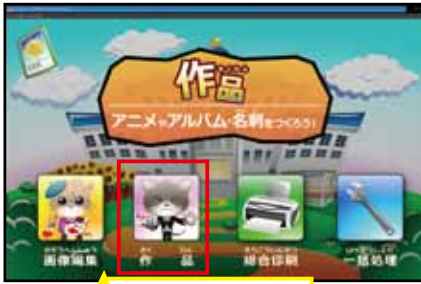 作品
アニメやアルバム・名刺をつくろう!
画像編集
作品
総合印刷
一括処理